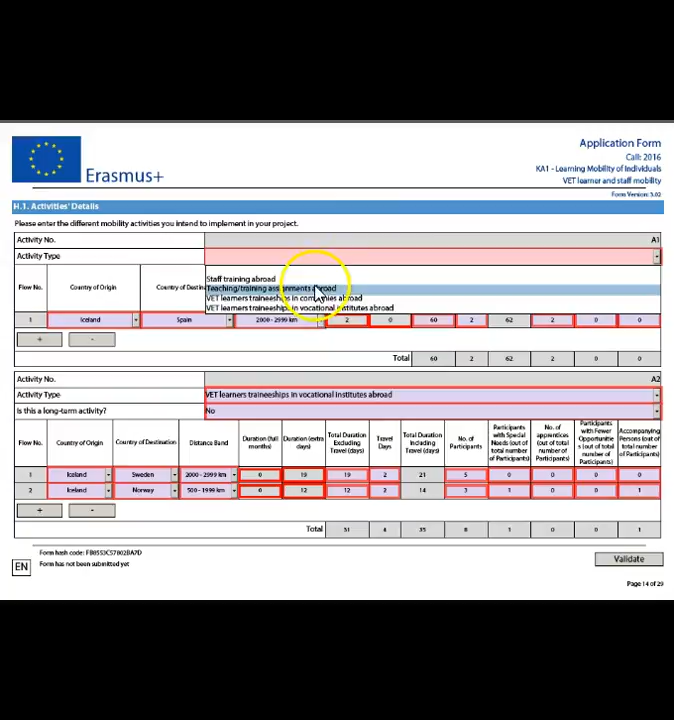 Application Form
Call: 2016
KA1 - Learning Mobility of Individuals
VET learner and staff mobility
Form Version: 3.02
Erasmus+
H.1. Activities' Details
Please enter the different mobility activities you intend to implement in your project.
Activity No. A1
Activity Type
Staff training abroad
Teaching/training assignments abroad
VET learners traineeships in companies abroad
VET learners traineeships in vocational institutes abroad
Flow No. Country of Origin Country of
1 Iceland Spain 2000 - 2999 km 2 0 60 2 62 2 0 0
+ -
Total 60 2 62 2 0 0
Activity No. A2
Activity Type VET learners traineeships in vocational institutes abroad
Is this a long-term activity? No
Flow No. Country of Origin Country of Destination Distance Band Duration (full months) Duration (extra days) Total Duration Excluding Travel (days) Travel Days Total Duration Including Travel (days) No. of Participants Participants with Special Needs (out of total number of Participants) No. of apprentices (out of total number of Participants) Participants with Fewer Opportunities (out of total number of Participants) Accompanying Persons (out of total number of Participants)
1 Iceland Sweden 2000 - 2999 km 0 19 19 2 21 5 0 0 0 0
2 Iceland Norway 500 - 1999 km 0 12 12 2 14 3 1 0 0 1
+ -
Total 31 4 35 8 1 0 0 1
Form hash code: FB0553C57802BA7D
Form has not been submitted yet
EN
Validate
Page 14 of 29